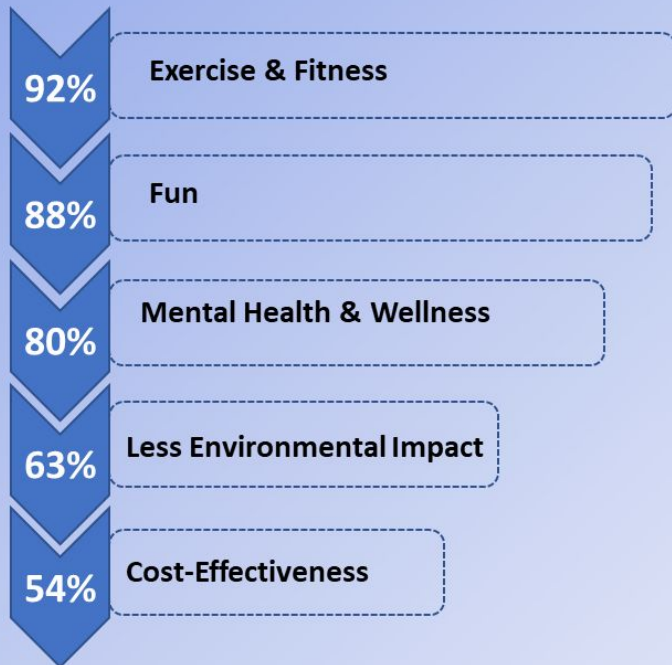 92% Exercise & Fitness
88% Fun
80% Mental Health & Wellness
63% Less Environmental Impact
54% Cost-Effectiveness